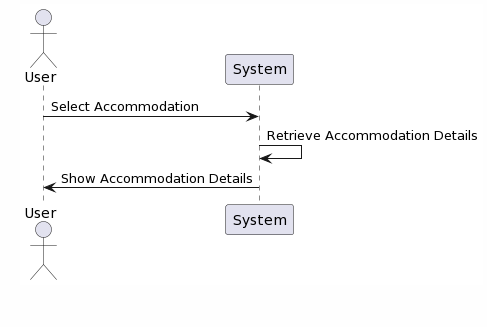 User
System
Select Accommodation
Retrieve Accommodation Details
Show Accommodation Details
User
System